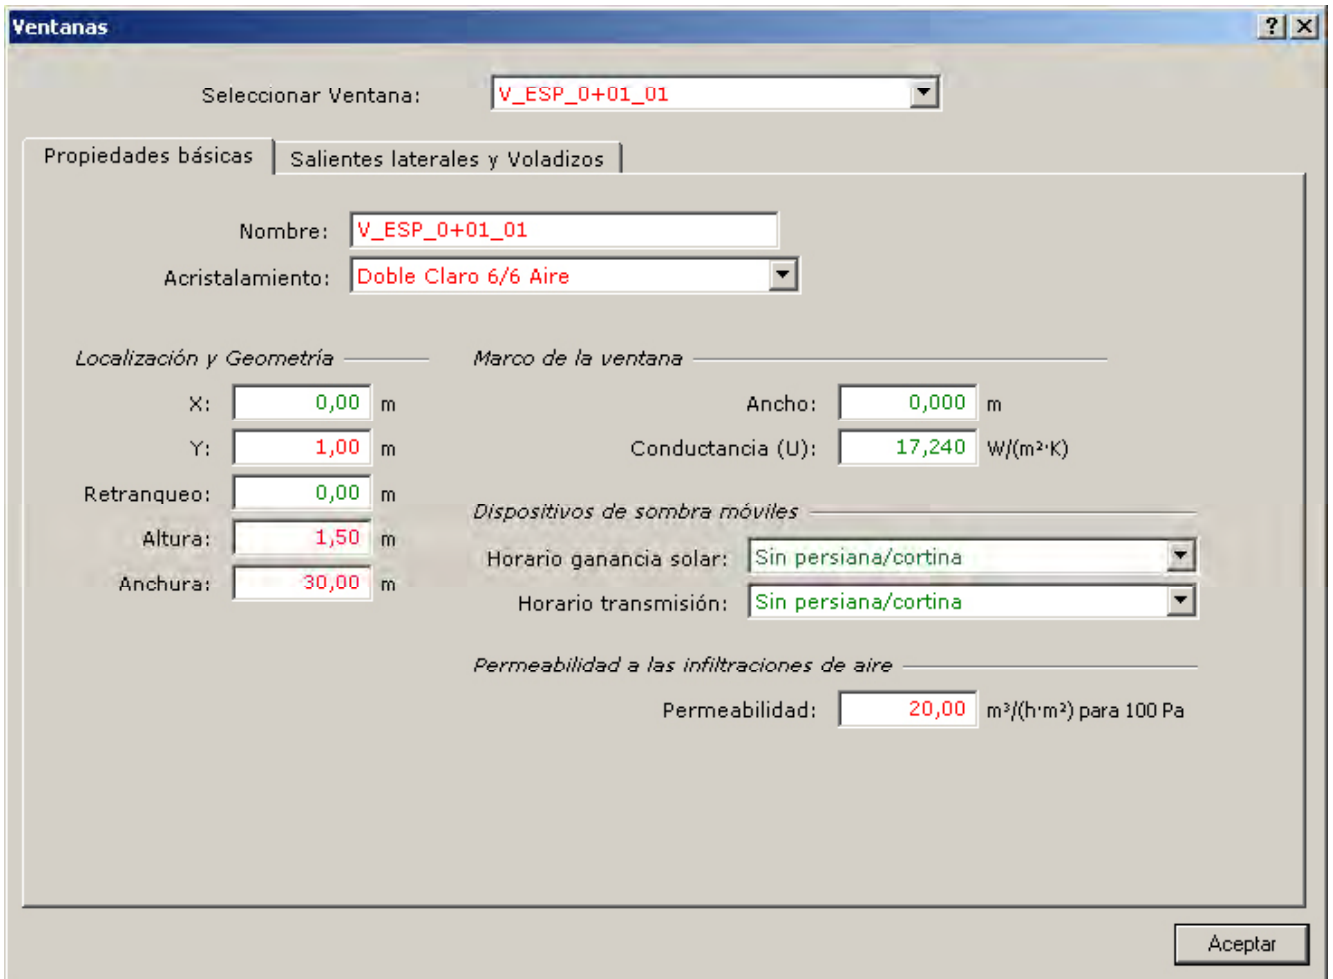 Ventanas
Seleccionar Ventana: V_ESP_0+01_01
Propiedades básicas Salientes laterales y Voladizos
Nombre: V_ESP_0+01_01
Acristalamiento: Doble Claro 6/6 Aire
Localización y Geometría Marco de la ventana
X: 0,00 m Ancho: 0,000 m
Y: 1,00 m Conductancia (U): 17,240 W/(m²·K)
Retranqueo: 0,00 m
Dispositivos de sombra móviles
Altura: 1,50 m
Horario ganancia solar: Sin persiana/cortina
Anchura: 30,00 m
Horario transmisión: Sin persiana/cortina
Permeabilidad a las infiltraciones de aire
Permeabilidad: 20,00 m³/(h·m²) para 100 Pa
Aceptar